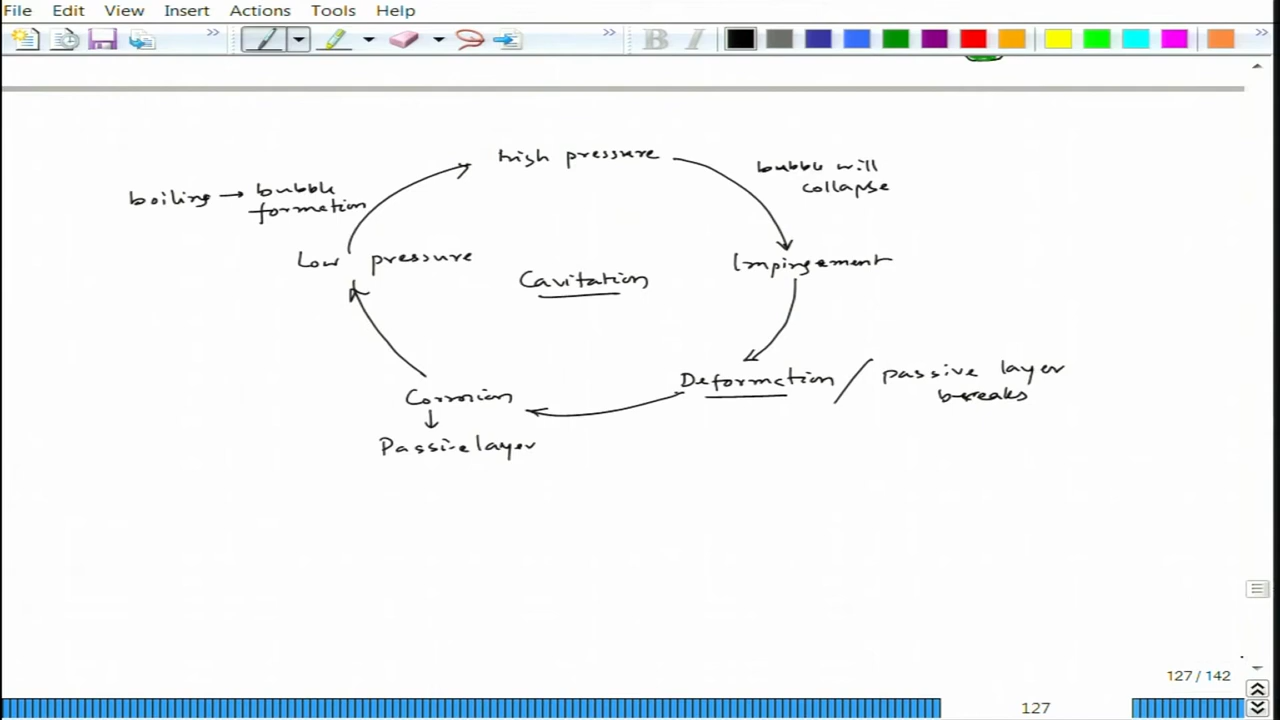 File Edit View Insert Actions Tools Help
B I
high pressure
bubble will
collapse
boiling → bubble
formation
Low pressure
Impingement
Cavitation
Deformation / passive layer
breaks
Corrosion
↓
Passive layer
127 / 142
127